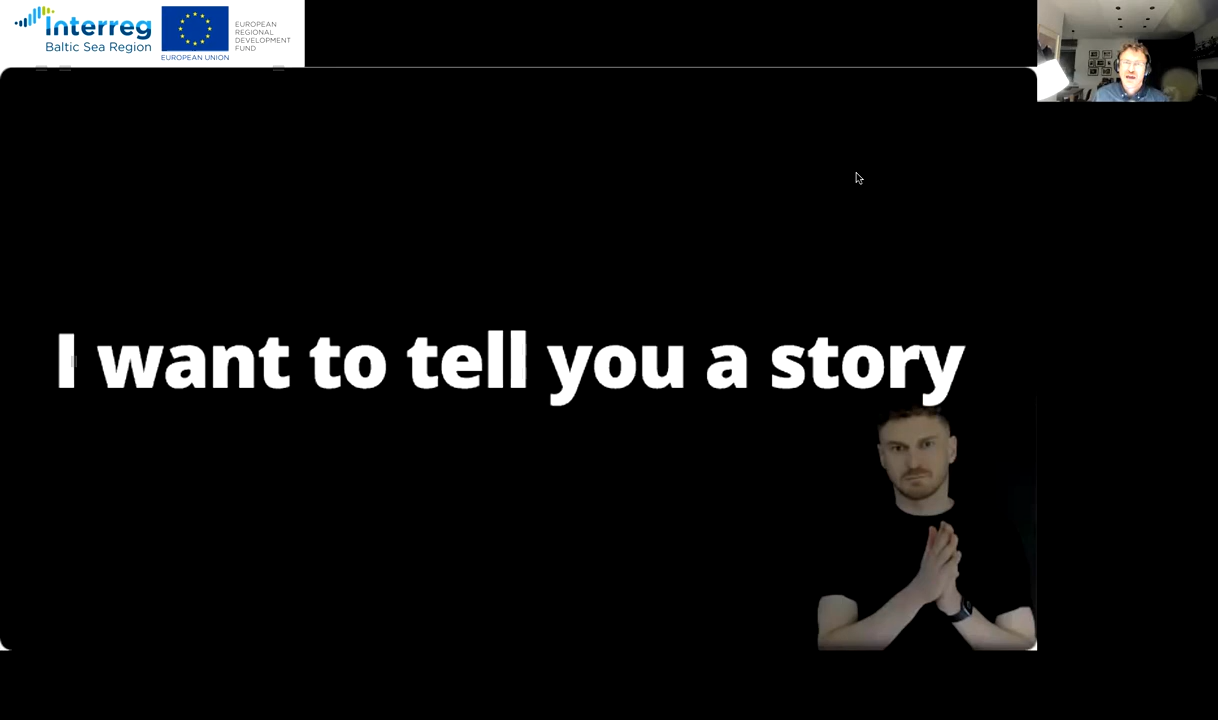 Interreg
Baltic Sea Region
EUROPEAN UNION
EUROPEAN
REGIONAL
DEVELOPMENT
FUND
I want to tell you a story